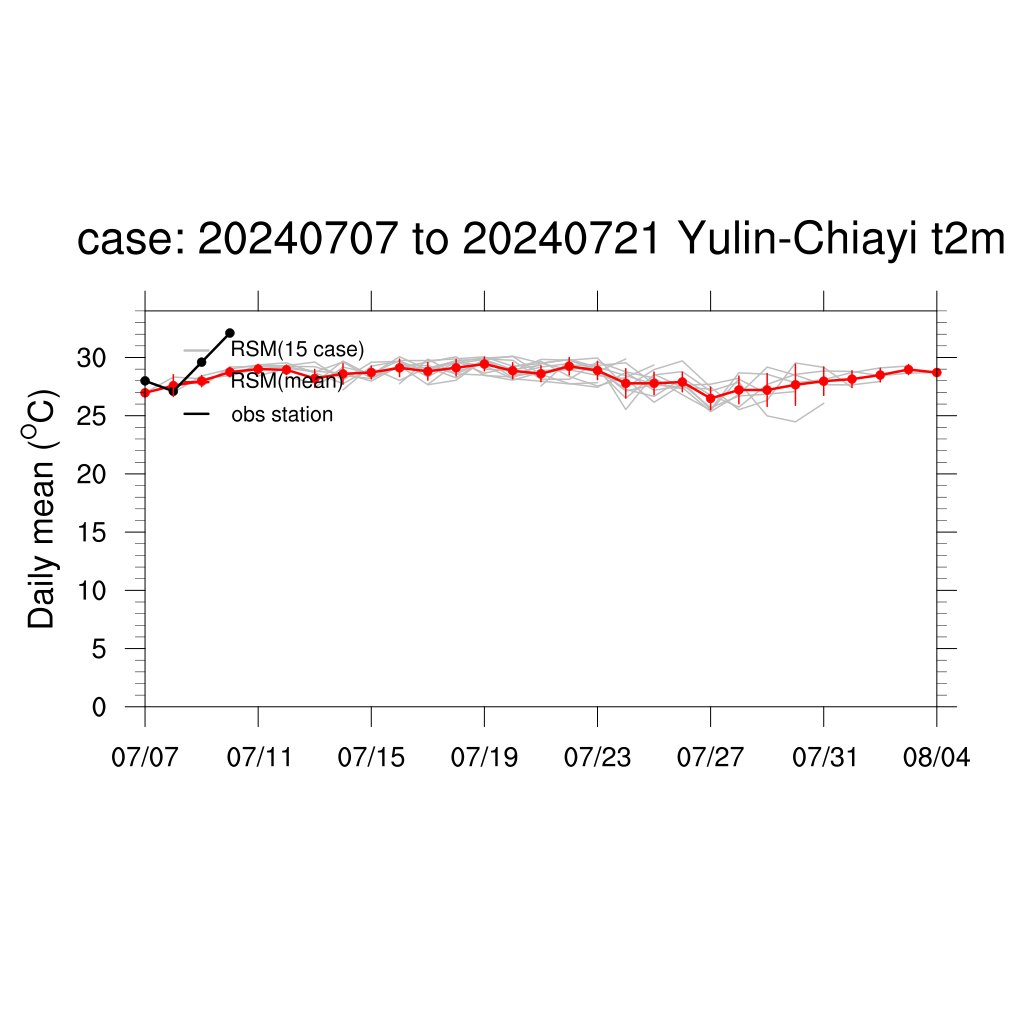 case: 20240707 to 20240721 Yulin-Chiayi t2m
Daily mean (OC)
30
25
20
15
10
5
0
RSM(15 case)
RSM(mean)
obs station
07/07 07/11 07/15 07/19 07/23 07/27 07/31 08/04